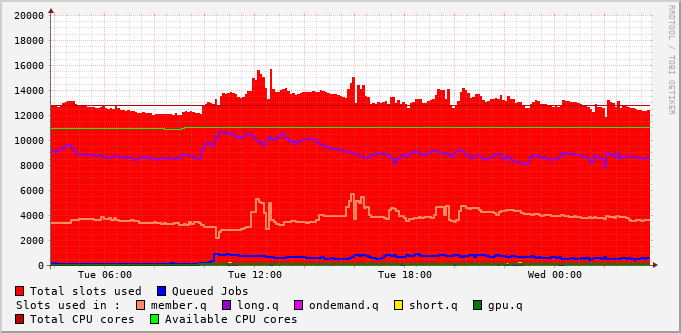 20000
18000
16000
14000
12000
10000
8000
6000
4000
2000
0
Tue 06:00 Tue 12:00 Tue 18:00 Wed 00:00
RRDTOOL / TOBI OETIKER
Total slots used Queued Jobs
Slots used in : member.q long.q ondemand.q short.q gpu.q
Total CPU cores Available CPU cores